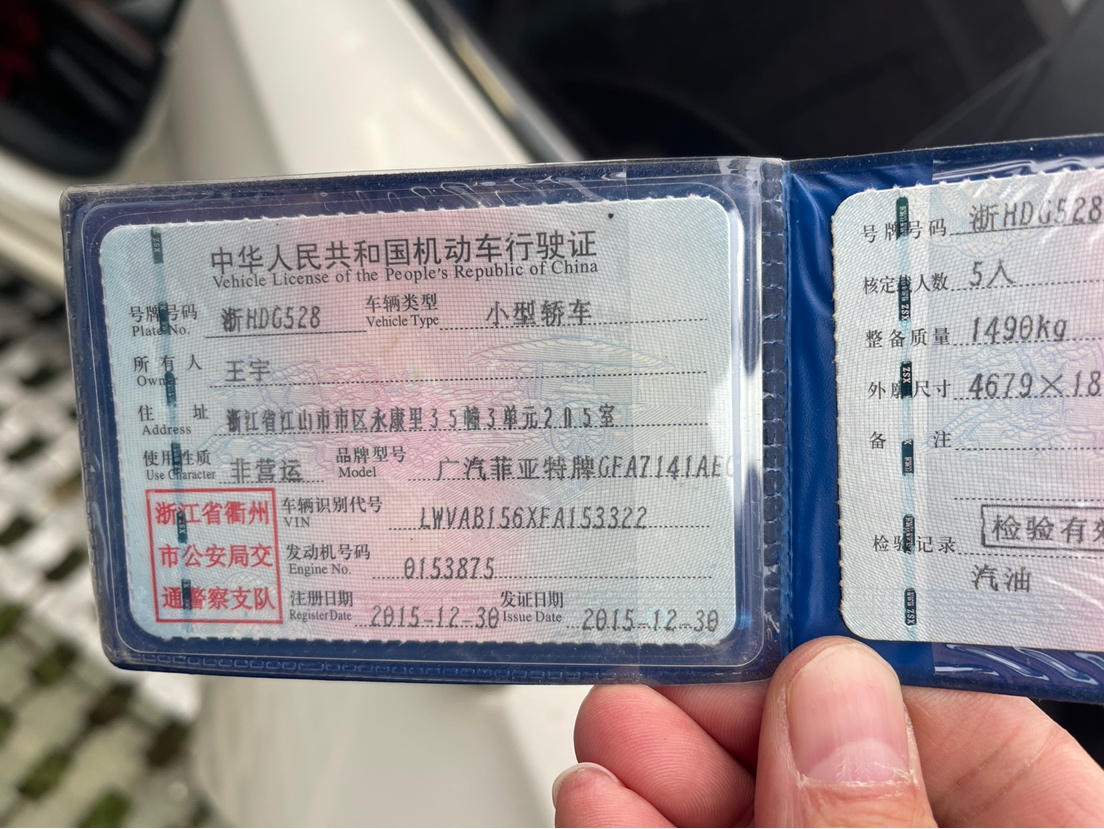 中华人民共和国机动车行驶证
Vehicle License of the People's Republic of China
号牌号码 浙HDG528 车辆类型 小型轿车
Plate No. Vehicle Type
所有人 王宇
Owner
住址 浙江省江山市市区永康里35幢3单元205室
Address
使用性质 非营运 品牌型号 广汽菲亚特牌GFA7141AE
Use Character Model
浙江省衢州
市公安局交
通警察支队
车辆识别代号 LWVAB156XFA153322
VIN
发动机号码 0153875
Engine No.
注册日期 2015-12-30 发证日期 2015-12-30
Register Date Issue Date
号牌号码 浙HDG528
核定载人数 5人
整备质量 1490kg
外廓尺寸 4679×18
备注
检验记录 检验有效
汽油